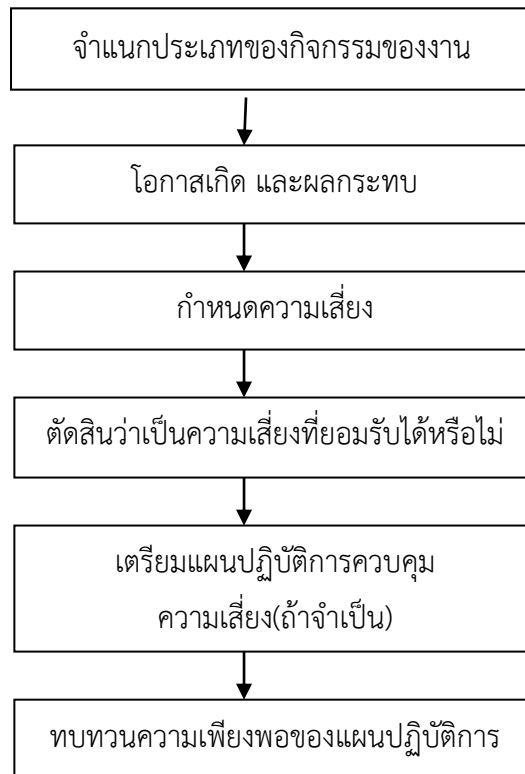 จำแนกประเภทของกิจกรรมของงาน
โอกาสเกิด และผลกระทบ
กำหนดความเสี่ยง
ตัดสินว่าเป็นความเสี่ยงที่ยอมรับได้หรือไม่
เตรียมแผนปฏิบัติการควบคุม
ความเสี่ยง(ถ้าจำเป็น)
ทบทวนความเพียงพอของแผนปฏิบัติการ